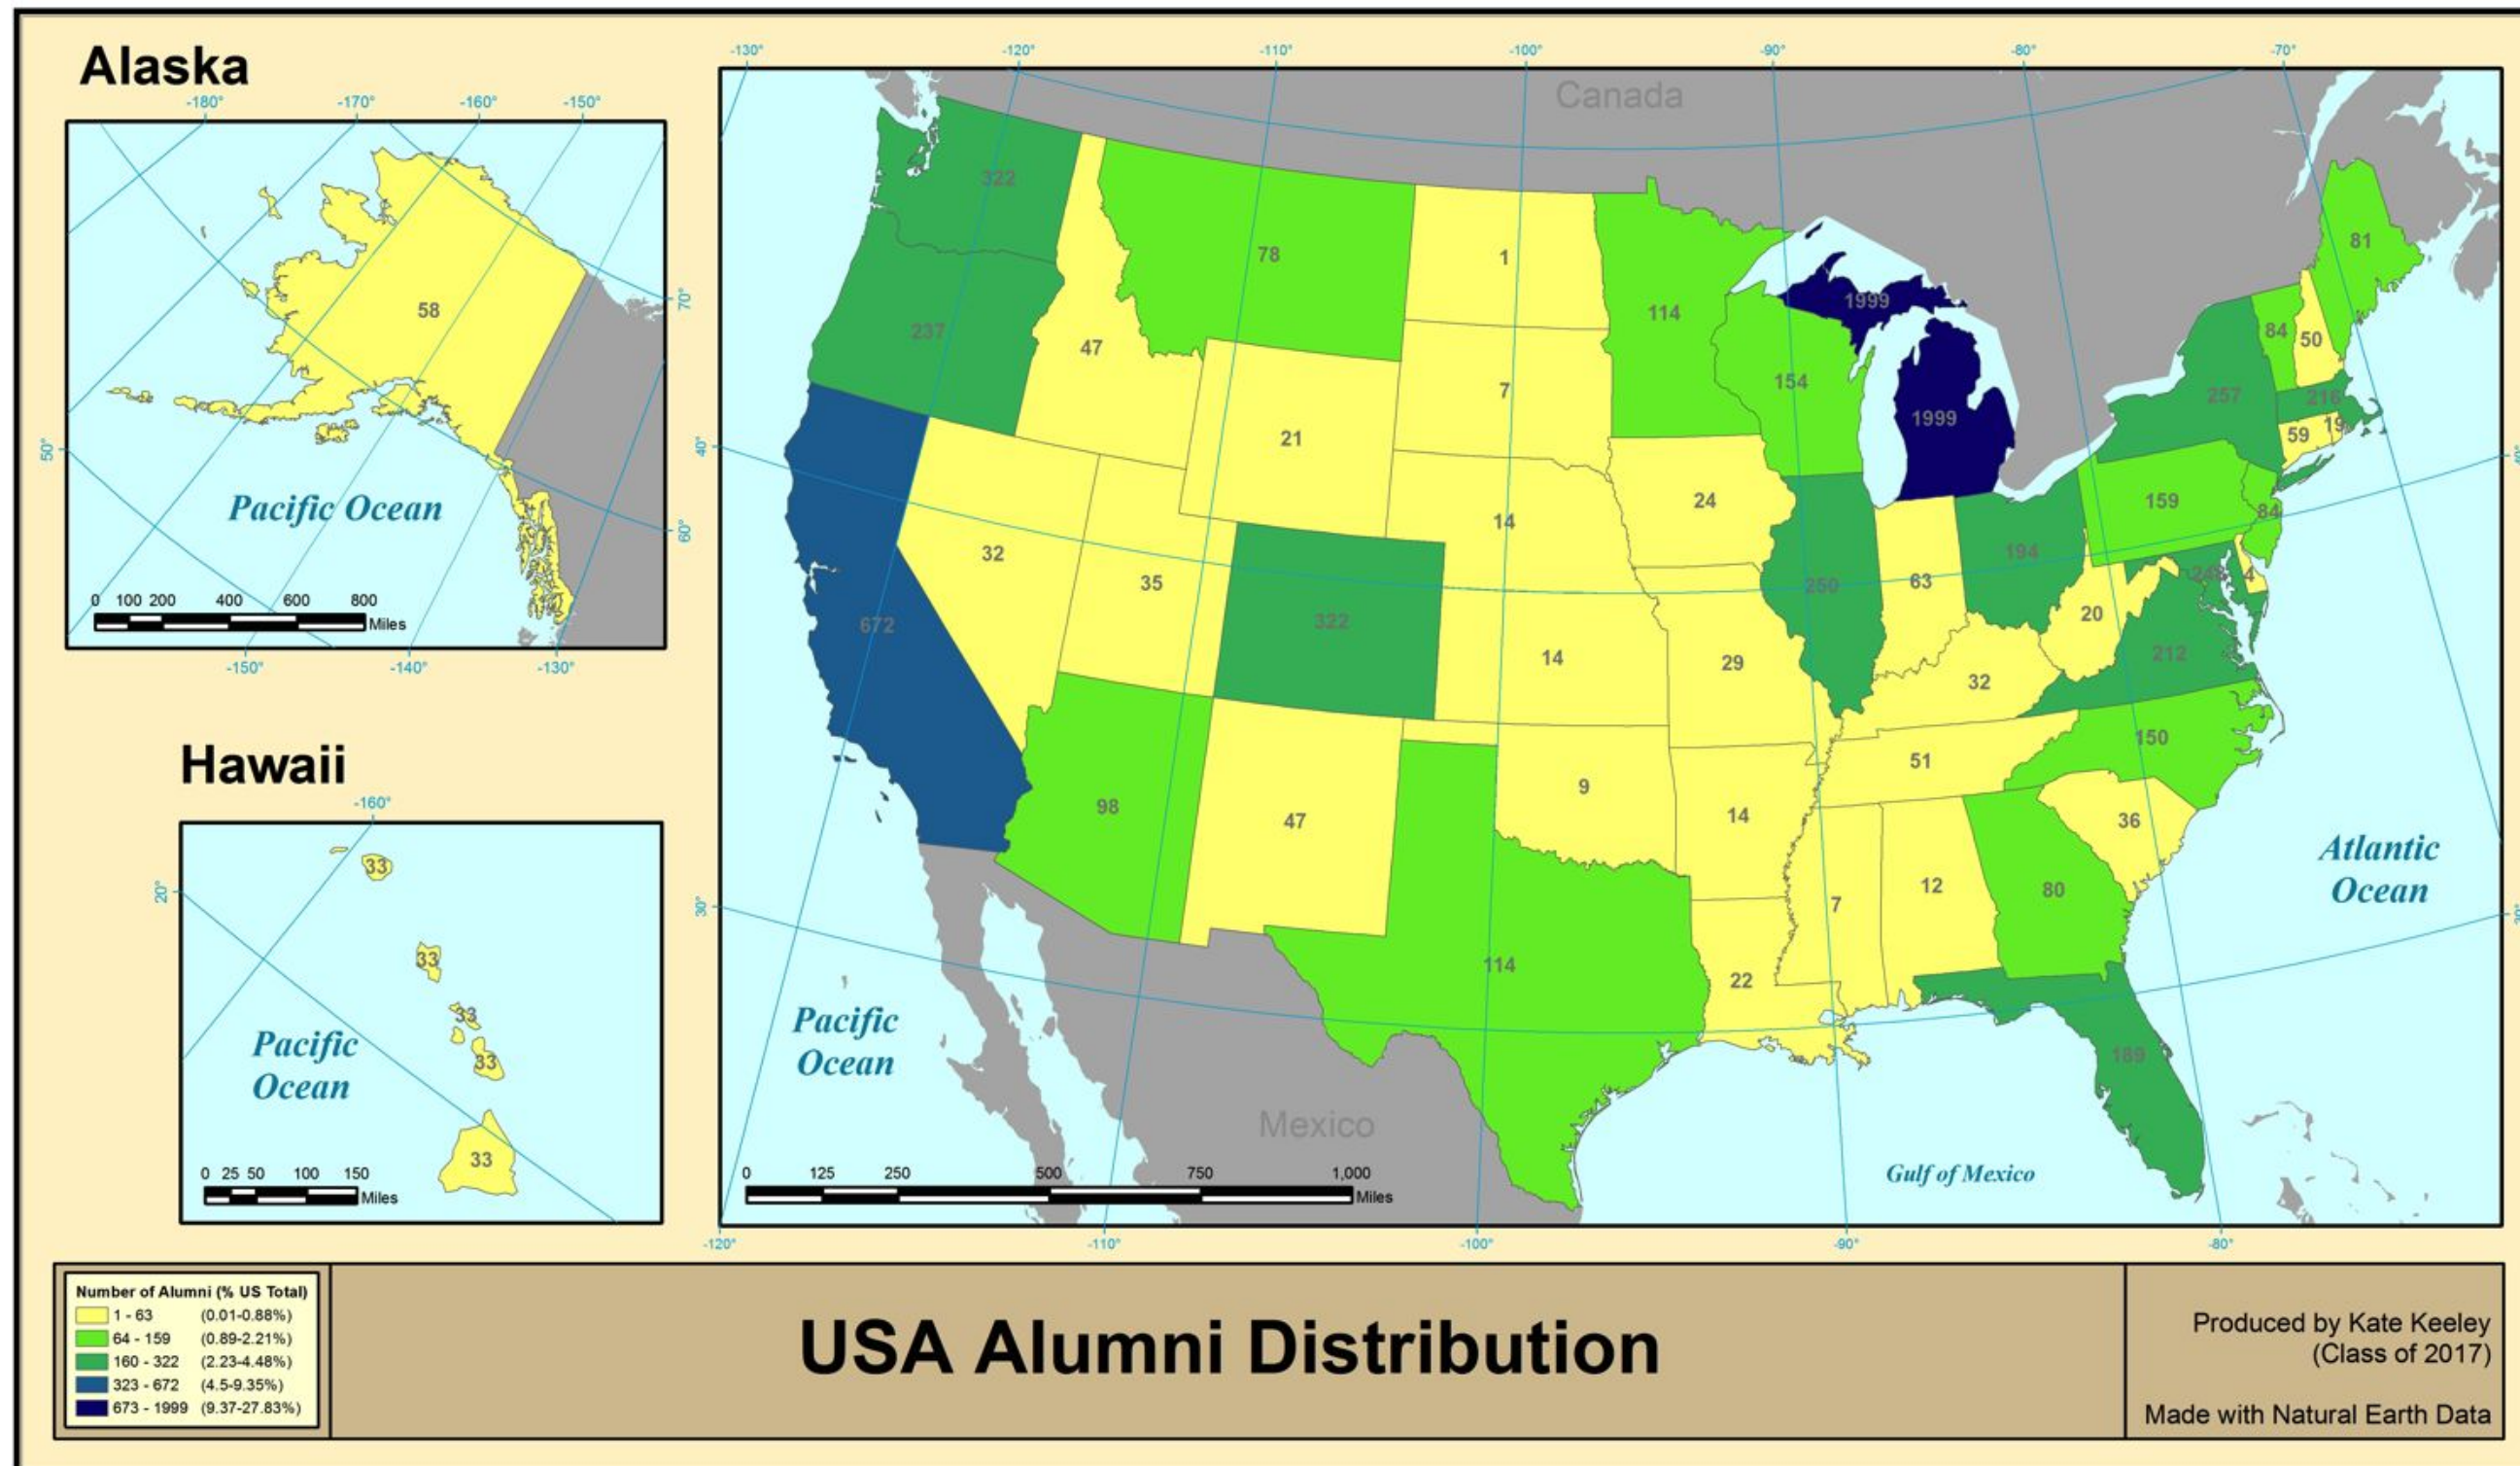 Alaska
-180°
-170°
-160°
-150°
70°
60°
50°
58
Pacific Ocean
0 100 200 400 600 800
Miles
-150°
-140°
-130°
Hawaii
-160°
20°
33
33
33
33
33
Pacific
Ocean
0 25 50 100 150
Miles
-130°
-120°
-110°
-100°
-90°
-80°
-70°
Canada
322
78
1
81
237
47
114
1999
84
50
7
154
257
216
21
1999
59
19
24
159
84
14
32
35
194
4
250
63
20
322
672
14
29
212
32
150
51
98
47
9
14
36
12
80
7
114
22
189
40°
30°
Pacific
Ocean
Atlantic
Ocean
Gulf of Mexico
Mexico
0 125 250 500 750 1,000
Miles
-120°
-110°
-100°
-90°
-80°
Number of Alumni (% US Total)
1 - 63 (0.01-0.88%)
64 - 159 (0.89-2.21%)
160 - 322 (2.23-4.48%)
323 - 672 (4.5-9.35%)
673 - 1999 (9.37-27.83%)
USA Alumni Distribution
Produced by Kate Keeley
(Class of 2017)
Made with Natural Earth Data